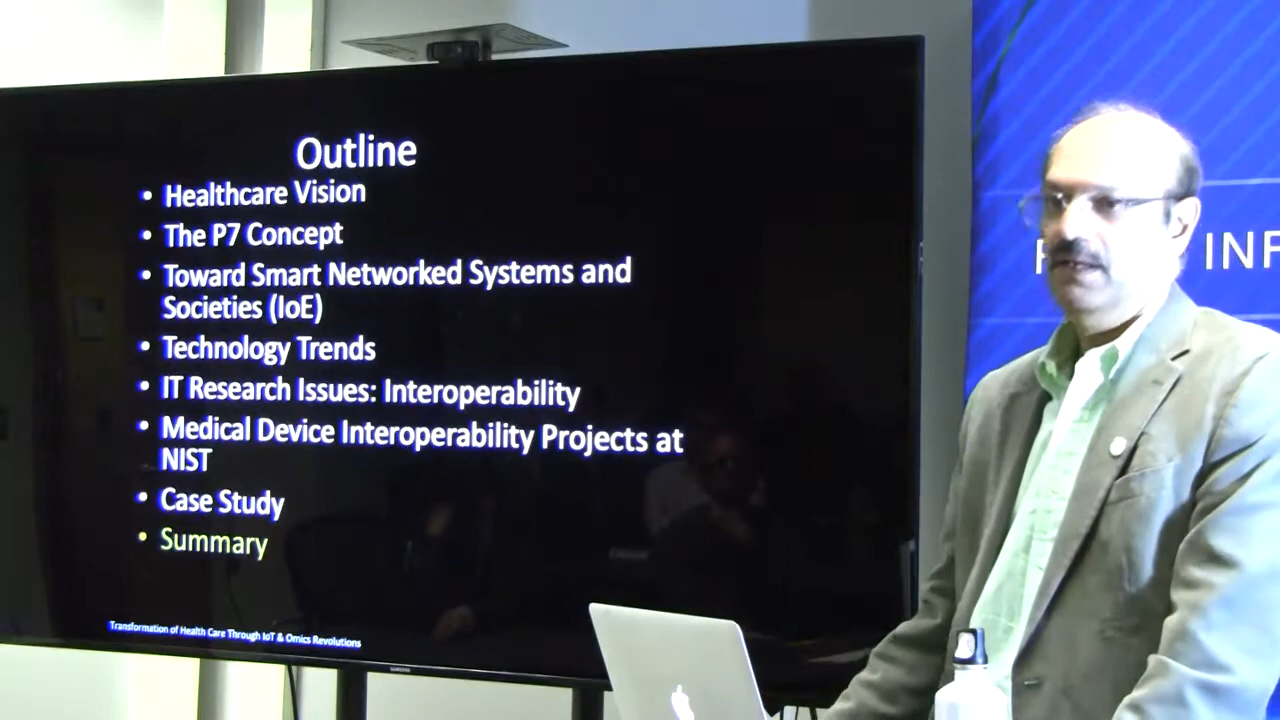 Outline
• Healthcare Vision
• The P7 Concept
• Toward Smart Networked Systems and
Societies (IoE)
• Technology Trends
• IT Research Issues: Interoperability
• Medical Device Interoperability Projects at
NIST
• Case Study
• Summary
Transformation of Health Care Through IoT & Omics Revolutions
SAMSUNG
INF